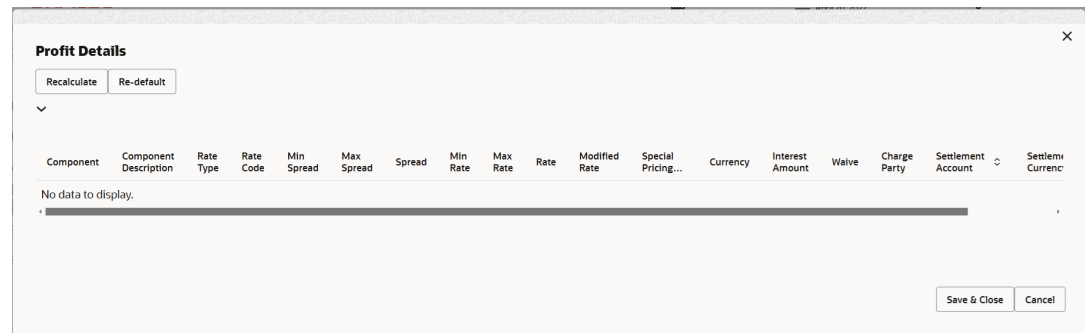 Profit Details
Recalculate Re-default
Component Component Description Rate Type Rate Code Min Spread Max Spread Spread Min Rate Max Rate Rate Modified Rate Special Pricing... Currency Interest Amount Waive Charge Party Settlement Account
No data to display.
Save & Close Cancel